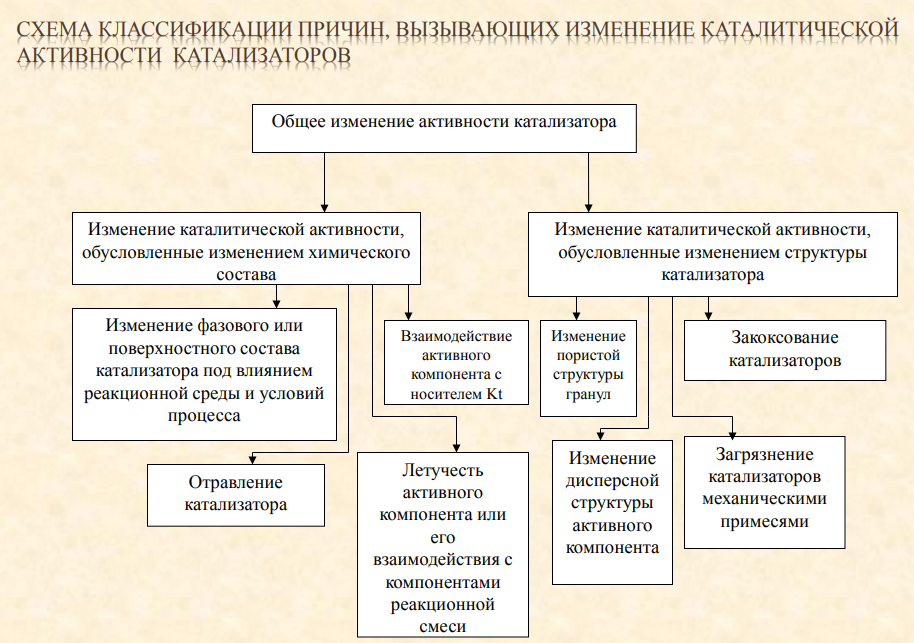 СХЕМА КЛАССИФИКАЦИИ ПРИЧИН, ВЫЗЫВАЮЩИХ ИЗМЕНЕНИЕ КАТАЛИТИЧЕСКОЙ
АКТИВНОСТИ КАТАЛИЗАТОРОВ
Общее изменение активности катализатора
Изменение каталитической активности,
обусловленные изменением химического
состава
Изменение каталитической активности,
обусловленные изменением структуры
катализатора
Изменение фазового или
поверхностного состава
катализатора под влиянием
реакционной среды и условий
процесса
Взаимодействие
активного
компонента с
носителем Kt
Изменение
пористой
структуры
гранул
Закоксование
катализаторов
Отравление
катализатора
Летучесть
активного
компонента или
его
взаимодействия с
компонентами
реакционной
смеси
Изменение
дисперсной
структуры
активного
компонента
Загрязнение
катализаторов
механическими
примесями